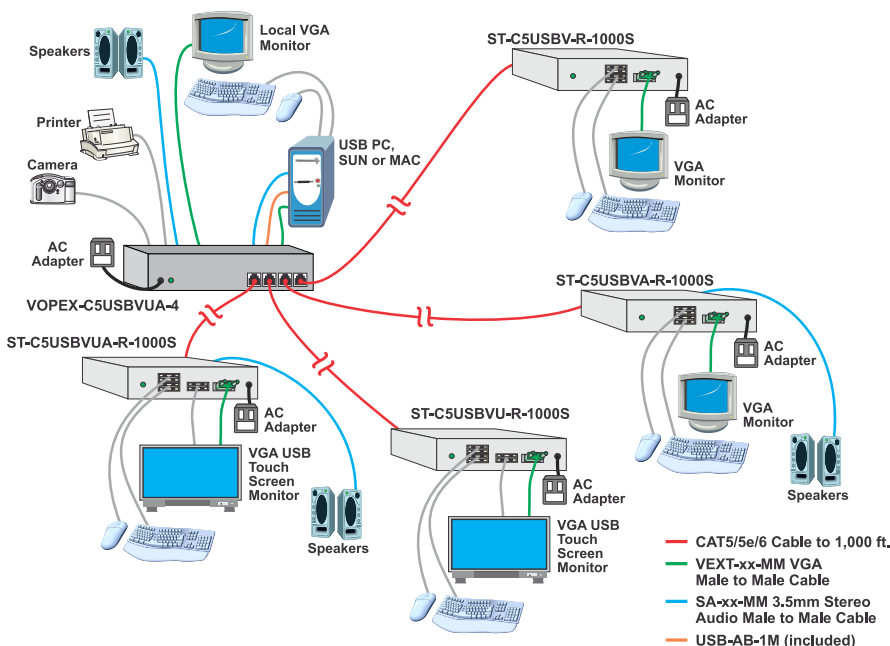 Speakers
Local VGA
Monitor
Printer
Camera
USB PC,
SUN or MAC
AC
Adapter
VOPEX-C5USBVUA-4
ST-C5USBV-R-1000S
AC
Adapter
VGA
Monitor
ST-C5USBVA-R-1000S
AC
Adapter
VGA
Monitor
Speakers
ST-C5USBVUA-R-1000S
AC
Adapter
VGA USB
Touch Screen
Monitor
Speakers
ST-C5USBVU-R-1000S
AC
Adapter
VGA USB
Touch
Screen
Monitor
CAT5/5e/6 Cable to 1,000 ft.
VEXT-xx-MM VGA
Male to Male Cable
SA-xx-MM 3.5mm Stereo
Audio Male to Male Cable
USB-AB-1M (included)